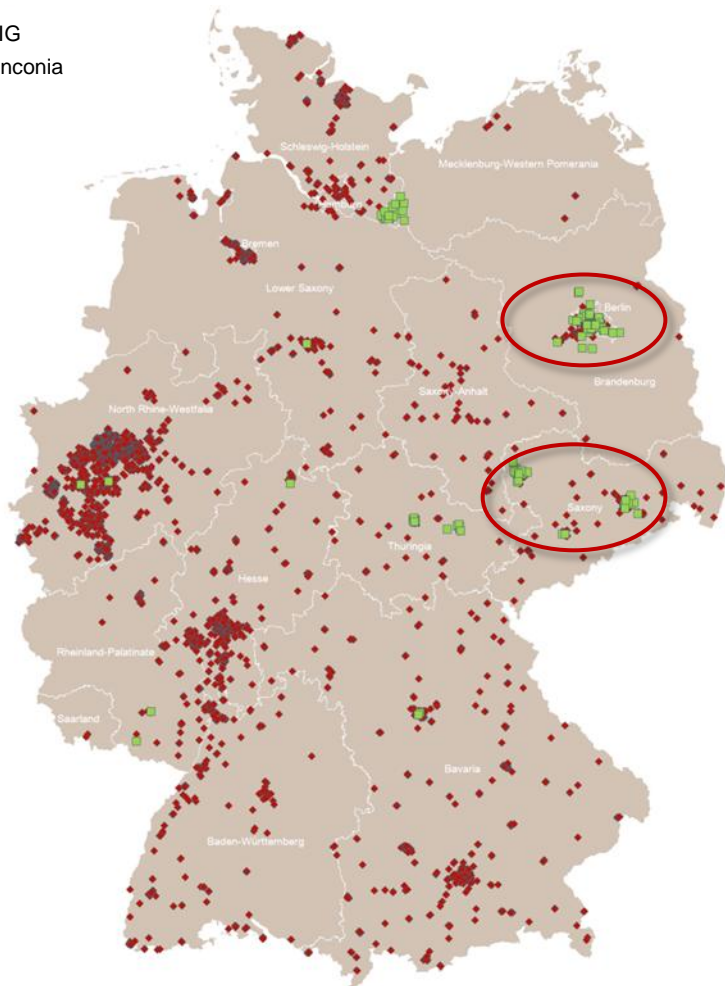 IG
nconia
Schleswig-Holstein
Mecklenburg-Western Pomerania
Bremen
Lower Saxony
Berlin
Brandenburg
Saxony-Anhalt
North Rhine-Westfalia
Saxony
Thuringia
Hesse
Rheinland-Palatinate
Saarland
Bavaria
Baden-Württemberg